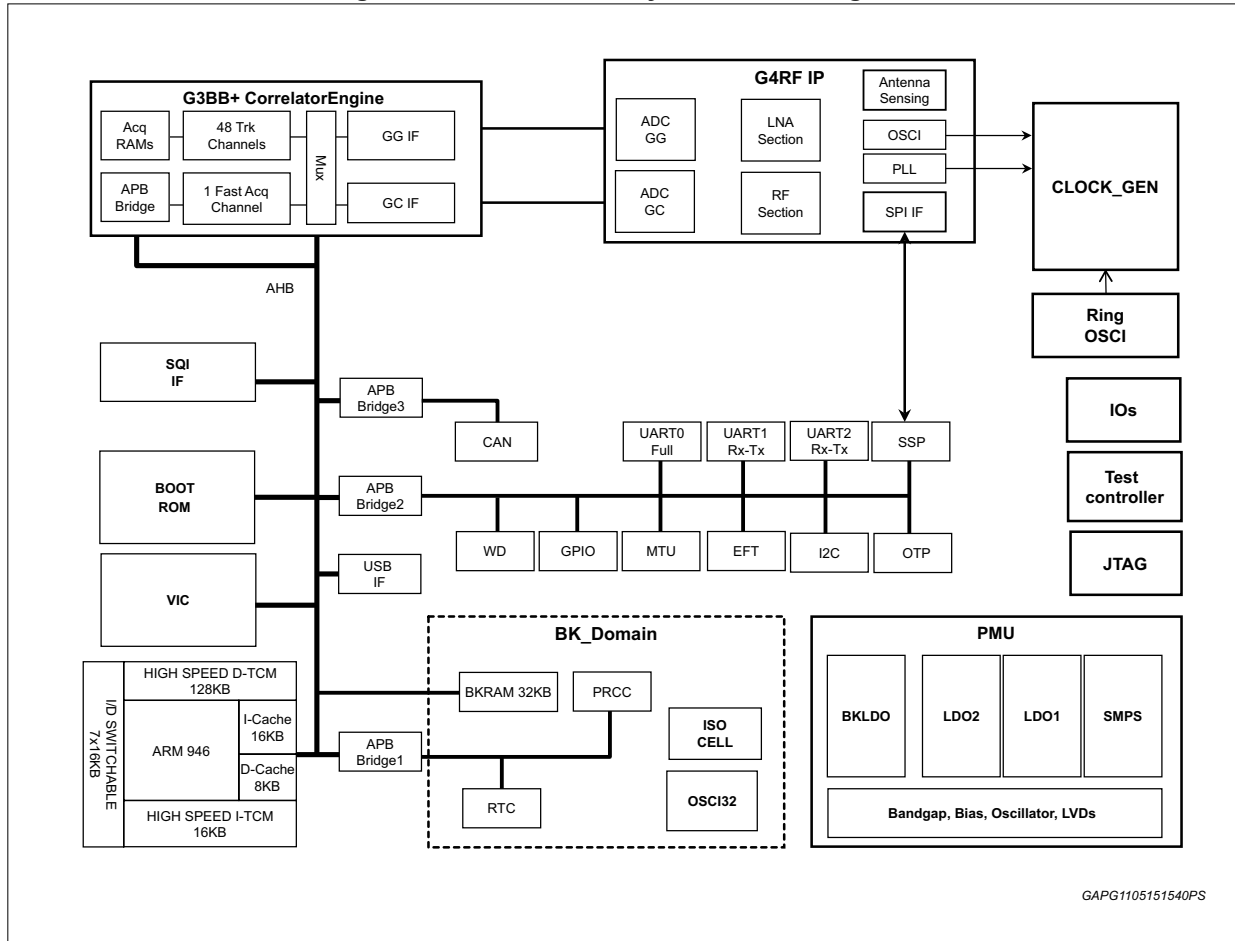 G3BB+ CorrelatorEngine
Acq
RAMs
48 Trk
Channels
Mux
GG IF
APB
Bridge
1 Fast Acq
Channel
GC IF
G4RF IP
ADC
GG
LNA
Section
Antenna
Sensing
OSCI
PLL
ADC
GC
RF
Section
SPI IF
CLOCK_GEN
Ring
OSCI
AHB
SQI
IF
APB
Bridge3
CAN
UART0
Full
UART1
Rx-Tx
UART2
Rx-Tx
SSP
IOs
BOOT
ROM
APB
Bridge2
Test
controller
WD
GPIO
MTU
EFT
I2C
OTP
JTAG
VIC
USB
IF
I/D SWITCHABLE
7x16KB
HIGH SPEED D-TCM
128KB
ARM 946
I-Cache
16KB
D-Cache
8KB
HIGH SPEED I-TCM
16KB
APB
Bridge1
BK_Domain
BKRAM 32KB
PRCC
ISO
CELL
RTC
OSCI32
PMU
BKLDO
LDO2
LDO1
SMPS
Bandgap, Bias, Oscillator, LVDs
GAPG1105151540PS